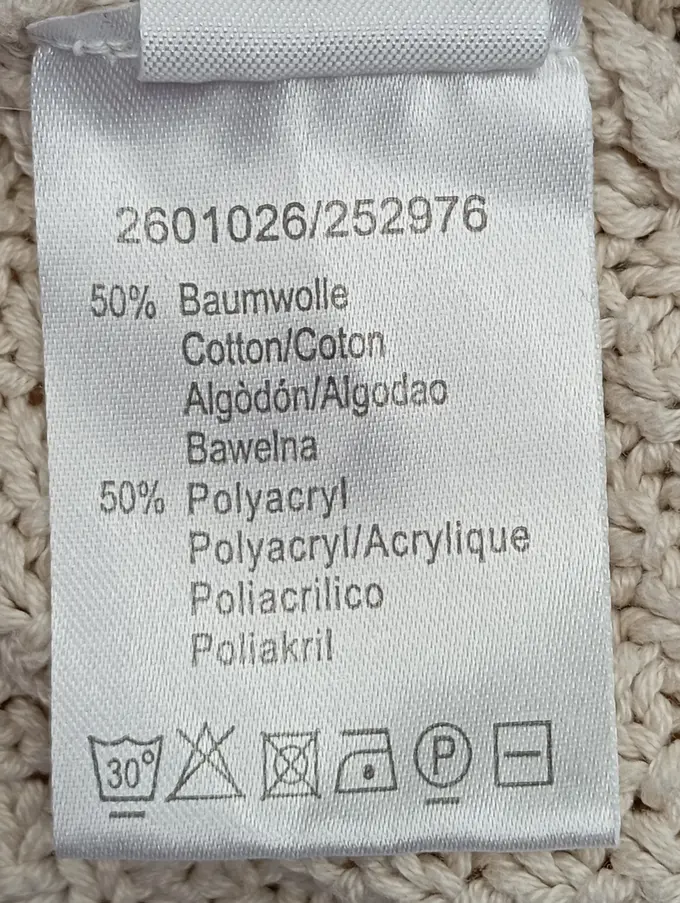 2601026/252976
50% Baumwolle
Cotton/Coton
Algòdón/Algodao
Bawelna
50% Polyacryl
Polyacryl/Acrylique
Poliacrilico
Poliakril
30° P